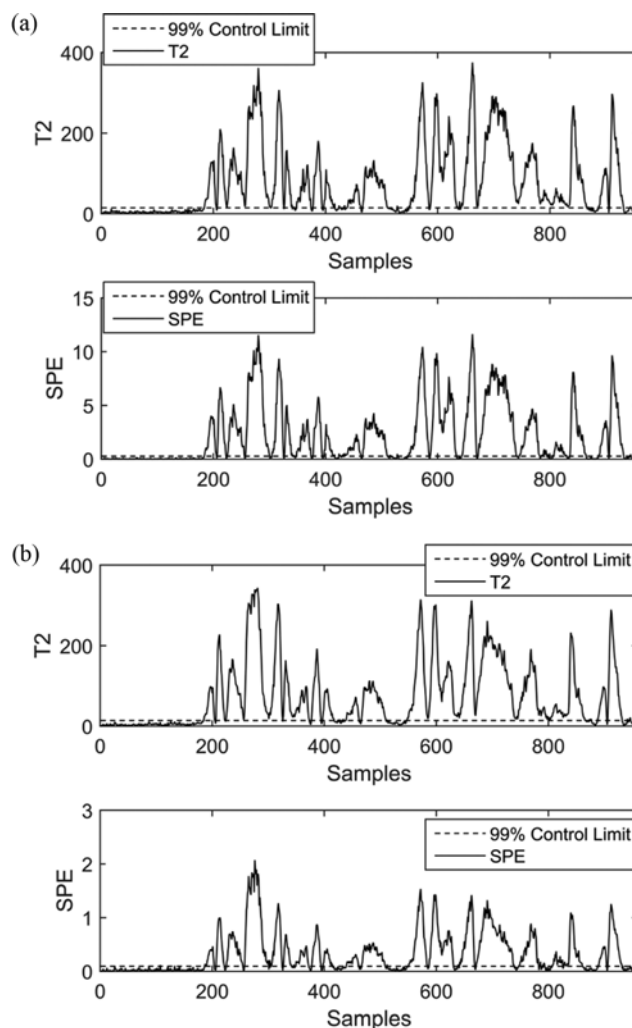 (a)
99% Control Limit
T2
400
200
0
T2
0 200 400 600 800
Samples
99% Control Limit
SPE
15
10
5
0
SPE
0 200 400 600 800
Samples
(b)
99% Control Limit
T2
400
200
0
T2
0 200 400 600 800
Samples
99% Control Limit
SPE
3
2
1
0
SPE
0 200 400 600 800
Samples